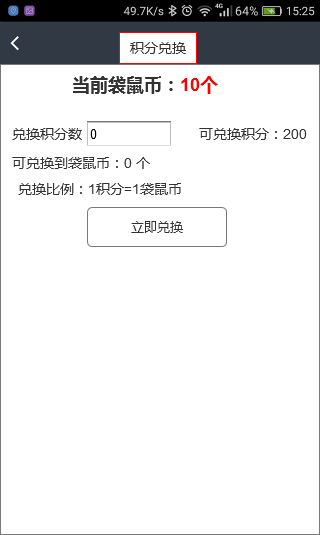 49.7K/s 4G 64% 15:25
积分兑换
当前袋鼠币：10个
兑换积分数 0 可兑换积分：200
可兑换到袋鼠币：0 个
兑换比例：1积分=1袋鼠币
立即兑换